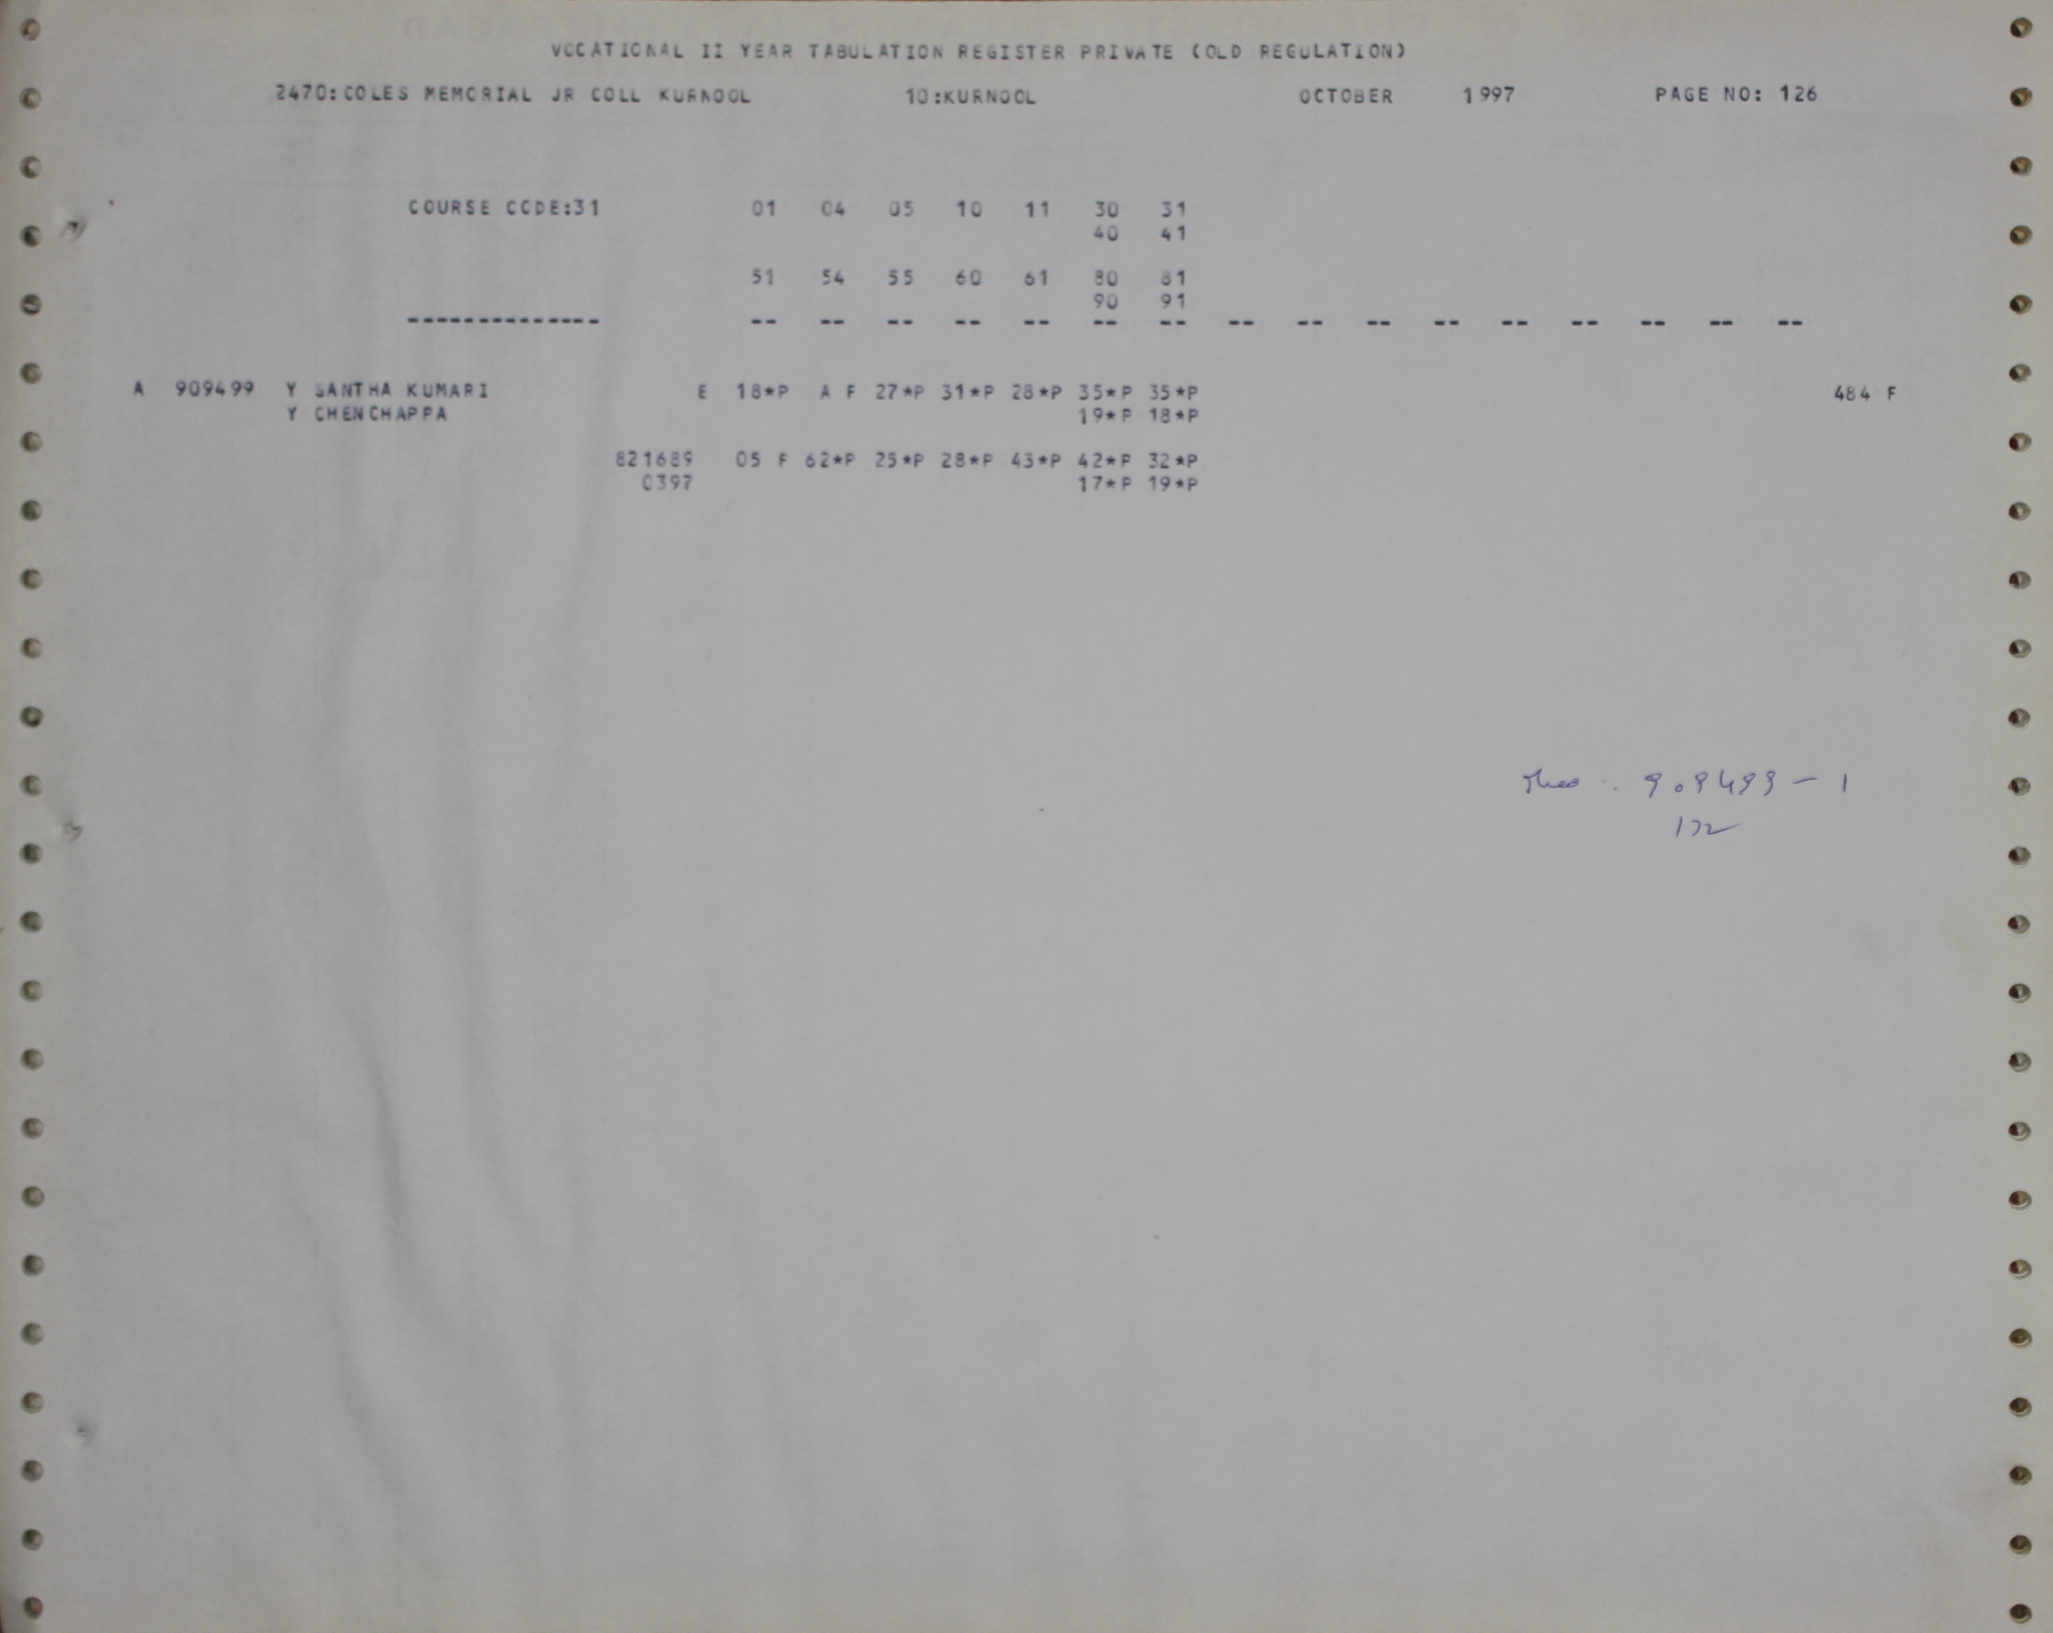 VOCATIONAL II YEAR TABULATION REGISTER PRIVATE (OLD REGULATION)
2470:COLES MEMORIAL JR COLL KURNOOL 10:KURNOOL OCTOBER 1997 PAGE NO: 126
COURSE CODE:31 01 04 05 10 11 30 31
40 41
51 54 55 60 61 80 81
90 91
-------------- -- -- -- -- -- -- -- -- -- -- -- -- -- -- -- --
A 909499 Y SANTHA KUMARI E 18*P A F 27*P 31*P 28*P 35*P 35*P 484 F
Y CHENCHAPPA 19*P 18*P
821689 05 F 62*P 25*P 28*P 43*P 42*P 32*P
0397 17*P 19*P
909499 - 1